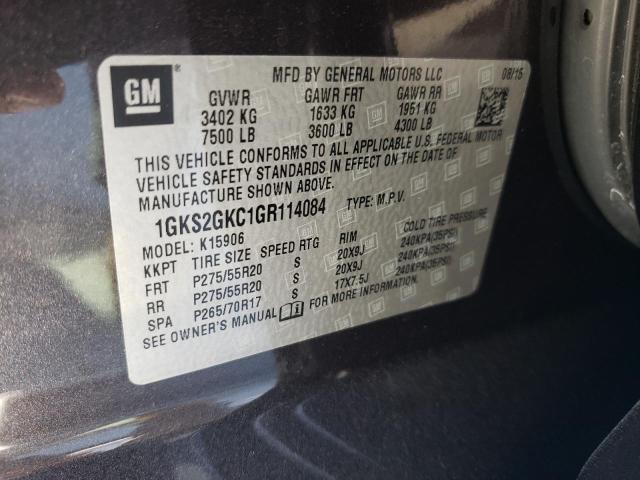 GM
MFD BY GENERAL MOTORS LLC 08/15
GVWR GAWR FRT GAWR RR
3402 KG 1633 KG 1951 KG
7500 LB 3600 LB 4300 LB
THIS VEHICLE CONFORMS TO ALL APPLICABLE U.S. FEDERAL MOTOR
VEHICLE SAFETY STANDARDS IN EFFECT ON THE DATE OF
MANUFACTURE SHOWN ABOVE.
1GKS2GKC1GR114084 TYPE: M.P.V.
MODEL: K15906
KKPT TIRE SIZE SPEED RTG RIM COLD TIRE PRESSURE
FRT P275/55R20 S 20X9J 240KPA(35PSI)
RR P275/55R20 S 20X9J 240KPA(35PSI)
SPA P265/70R17 S 17X7.5J 240KPA(35PSI)
SEE OWNER'S MANUAL FOR MORE INFORMATION.